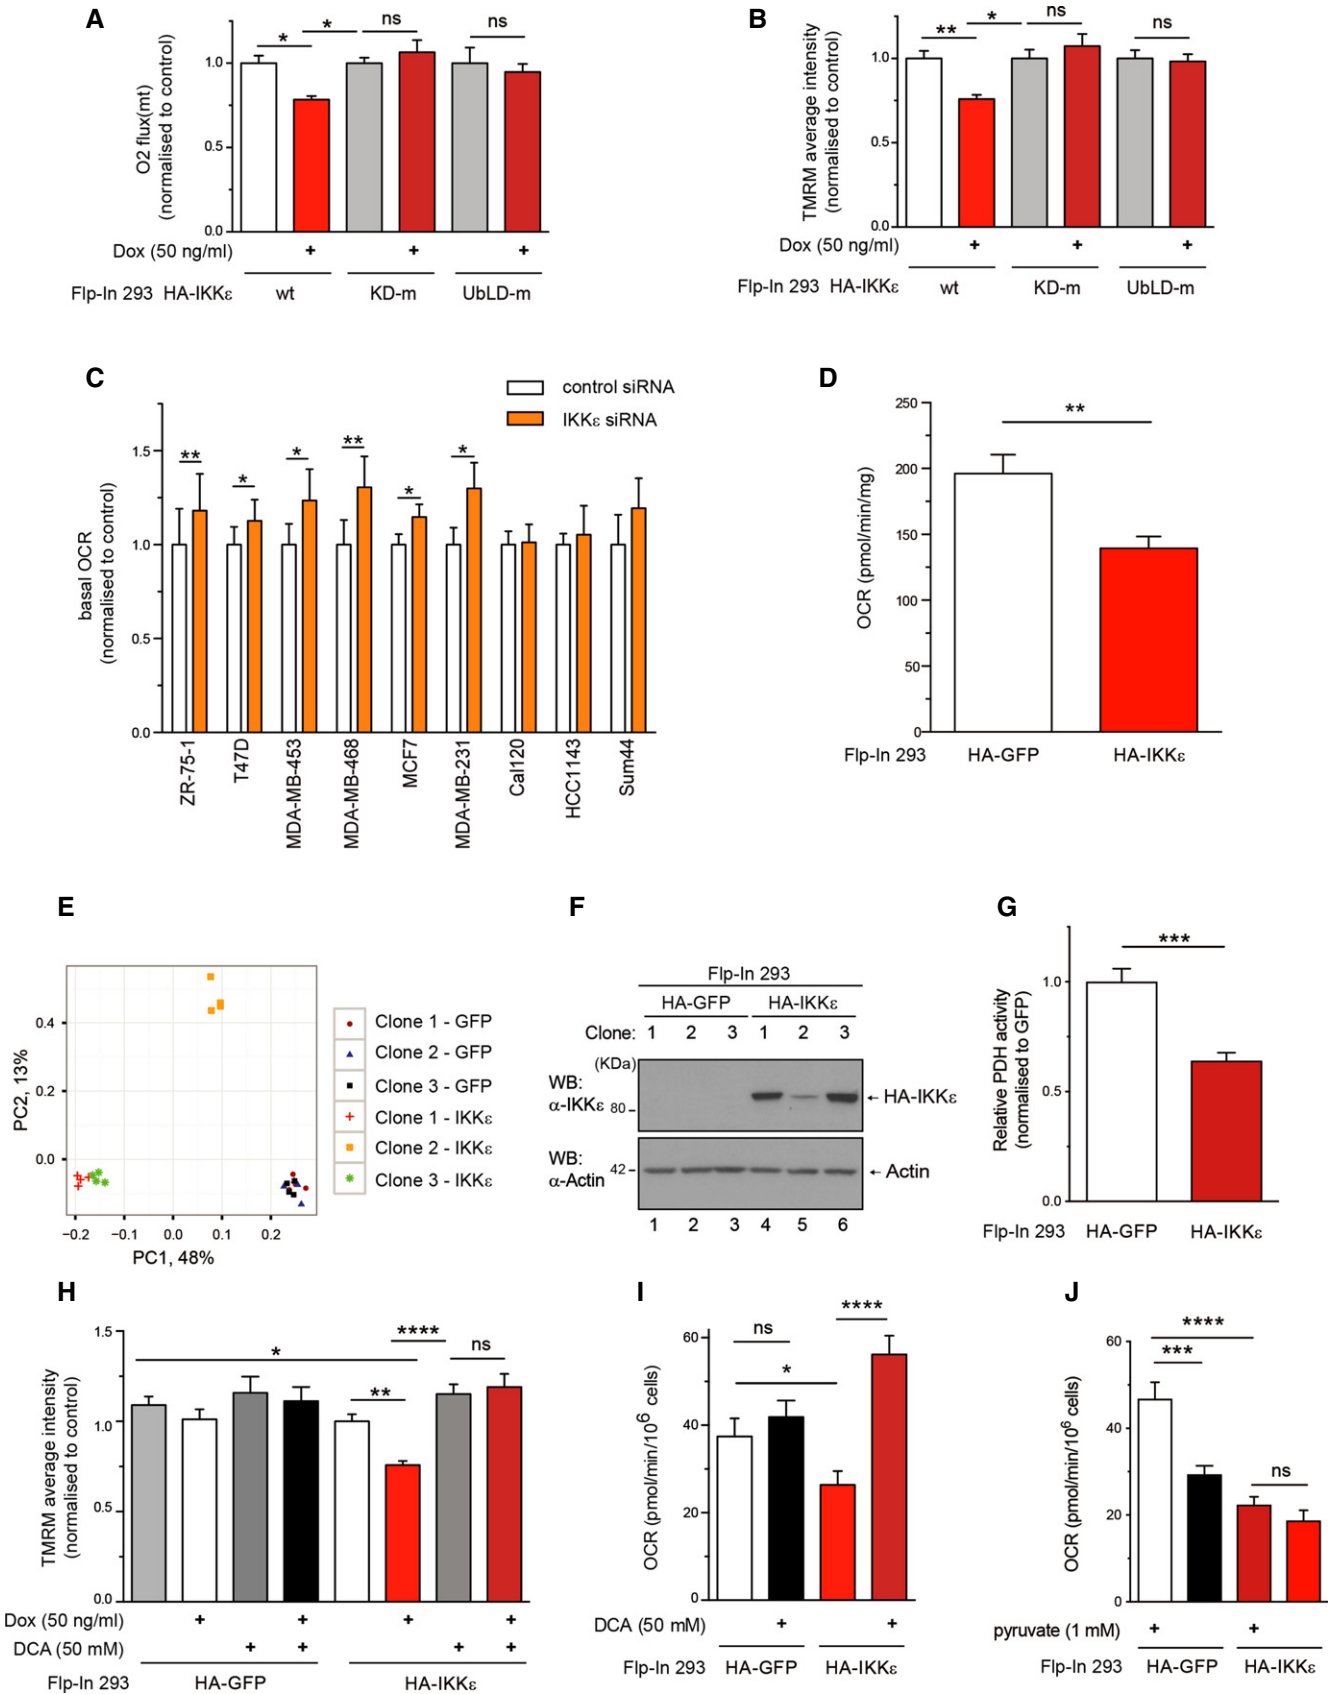 A
O2 flux(mt)
(normalised to control)
1.0
0.5
0.0
*
*
ns
ns
Dox (50 ng/ml)
+
+
+
Flp-In 293 HA-IKKε
wt
KD-m
UbLD-m
B
TMRM average intensity
(normalised to control)
1.0
0.5
0.0
**
*
ns
ns
Dox (50 ng/ml)
+
+
+
Flp-In 293 HA-IKKε
wt
KD-m
UbLD-m
C
control siRNA
IKKε siRNA
basal OCR
(normalised to control)
1.5
1.0
0.5
0.0
**
*
*
**
*
*
ZR-75-1
T47D
MDA-MB-453
MDA-MB-468
MCF7
MDA-MB-231
Cal120
HCC1143
Sum44
D
OCR (pmol/min/mg)
250
200
150
100
50
0
**
Flp-In 293
HA-GFP
HA-IKKε
E
PC2, 13%
0.4
0.2
0.0
−0.2
−0.1
0.0
0.1
0.2
PC1, 48%
Clone 1 - GFP
Clone 2 - GFP
Clone 3 - GFP
Clone 1 - IKKε
Clone 2 - IKKε
Clone 3 - IKKε
F
Flp-In 293
HA-GFP HA-IKKε
Clone: 1 2 3 1 2 3
(KDa)
WB:
α-IKKε
80
HA-IKKε
WB:
α-Actin
42
Actin
1 2 3 4 5 6
G
Relative PDH activity
(normalised to GFP)
1.0
0.5
0.0
***
Flp-In 293
HA-GFP
HA-IKKε
H
TMRM average intensity
(normalised to control)
1.5
1.0
0.5
0.0
*
**
****
ns
Dox (50 ng/ml)
+
+
+
+
DCA (50 mM)
+
+
+
+
Flp-In 293
HA-GFP
HA-IKKε
I
OCR (pmol/min/10⁶ cells)
60
40
20
0
ns
*
****
DCA (50 mM)
+
+
Flp-In 293
HA-GFP
HA-IKKε
J
OCR (pmol/min/10⁶ cells)
60
40
20
0
****
***
ns
pyruvate (1 mM)
+
+
Flp-In 293
HA-GFP
HA-IKKε